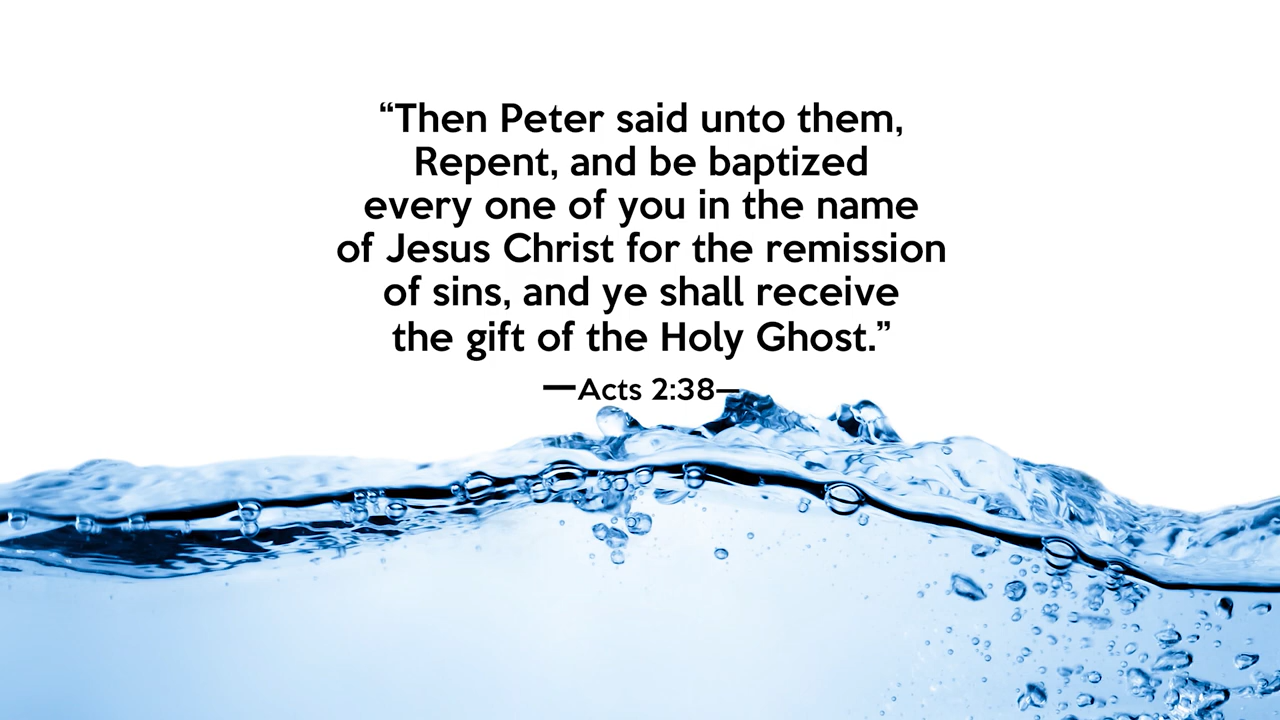 “Then Peter said unto them,
Repent, and be baptized
every one of you in the name
of Jesus Christ for the remission
of sins, and ye shall receive
the gift of the Holy Ghost.”
—Acts 2:38—